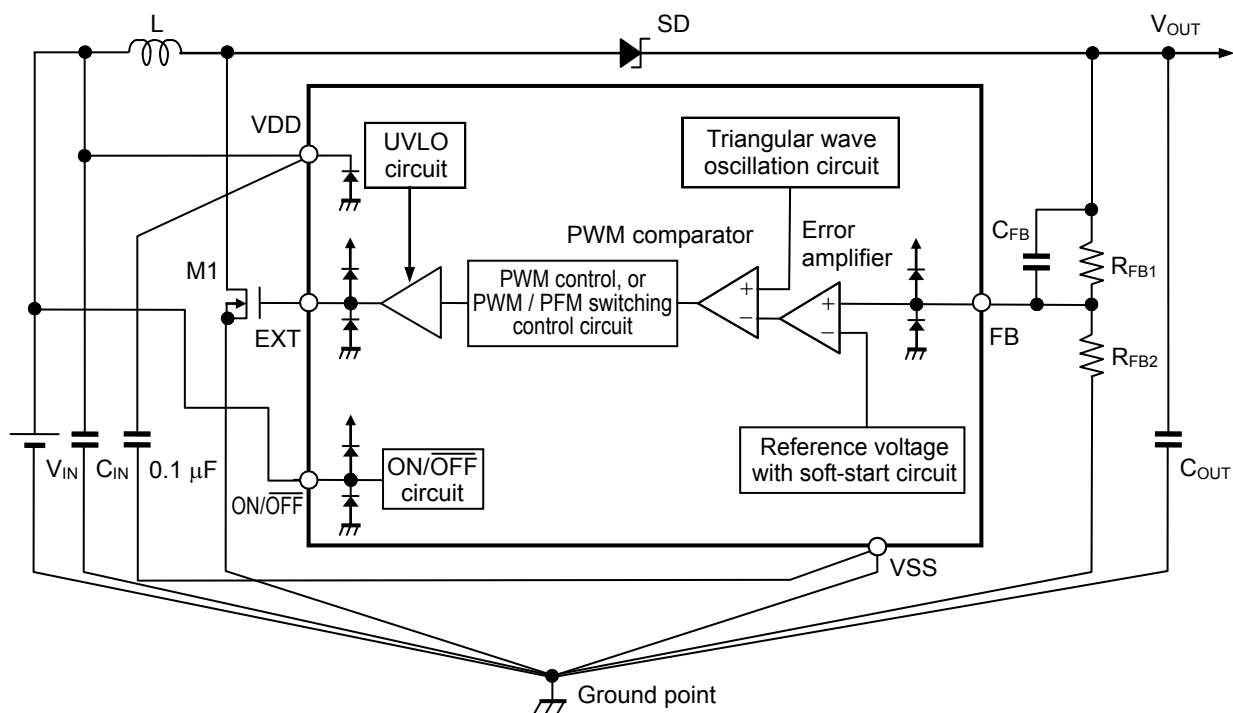 L
SD
VOUT
VDD
UVLO
circuit
Triangular wave
oscillation circuit
PWM comparator
Error
amplifier
CFB
RFB1
M1
PWM control, or
PWM / PFM switching
control circuit
+
−
+
−
EXT
FB
RFB2
VIN
CIN
0.1 μF
ON/O̅F̅F̅
ON/O̅F̅F̅
circuit
Reference voltage
with soft-start circuit
COUT
VSS
Ground point